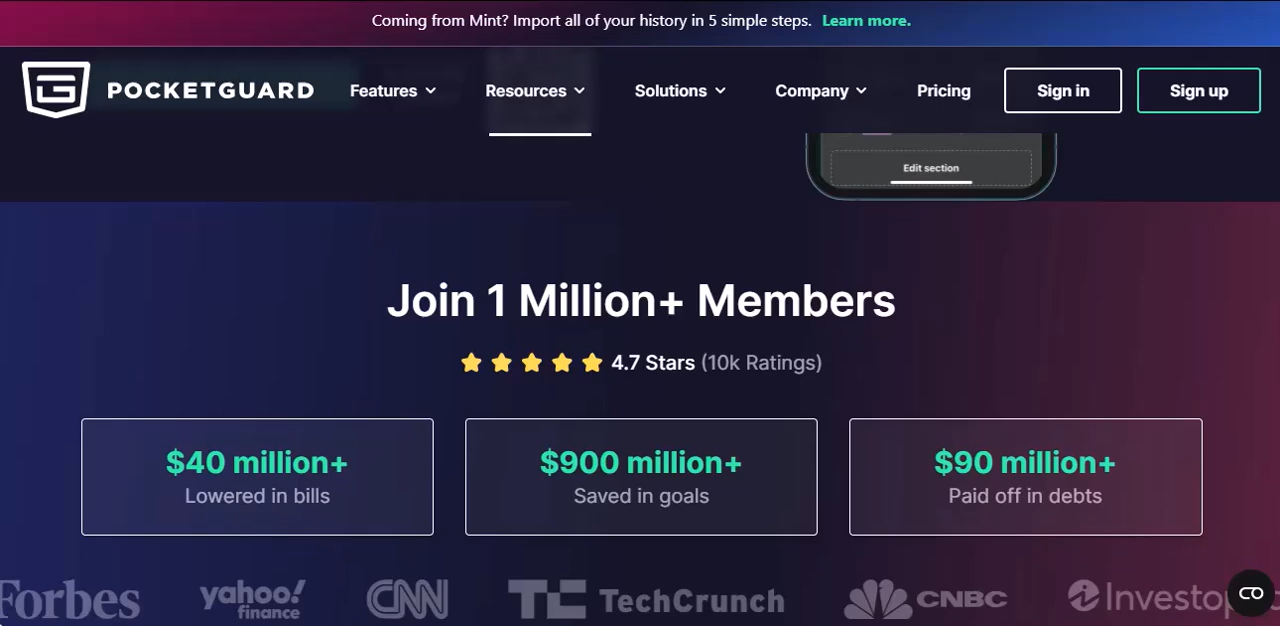 Coming from Mint? Import all of your history in 5 simple steps. Learn more.
POCKETGUARD Features Resources Solutions Company Pricing Sign in Sign up
Edit section
Join 1 Million+ Members
4.7 Stars (10k Ratings)
$40 million+ $900 million+ $90 million+
Lowered in bills Saved in goals Paid off in debts
Forbes yahoo! finance CNN TC TechCrunch CNBC Investop